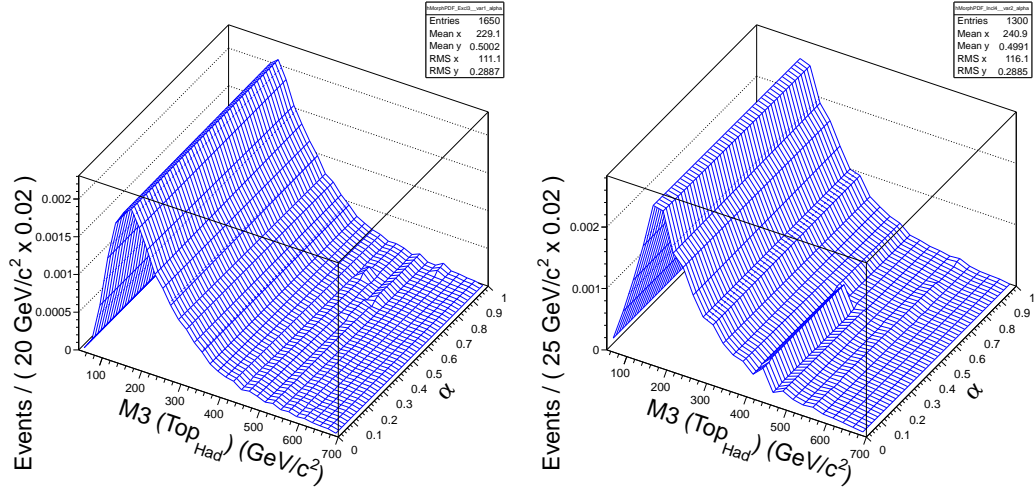 hMorphPDF_Excl3__var1_alpha
Entries 1650
Mean x 229.1
Mean y 0.5002
RMS x 111.1
RMS y 0.2887
Events / ( 20 GeV/c² x 0.02 )
0.002
0.0015
0.001
0.0005
0
100
200
300
400
500
600
700
M3 (Top_Had) (GeV/c²)
0
0.1
0.2
0.3
0.4
0.5
0.6
0.7
0.8
0.9
1
α
hMorphPDF_Incl4__var2_alpha
Entries 1300
Mean x 240.9
Mean y 0.4991
RMS x 116.1
RMS y 0.2885
Events / ( 25 GeV/c² x 0.02 )
0.002
0.001
0
100
200
300
400
500
600
700
M3 (Top_Had) (GeV/c²)
0
0.1
0.2
0.3
0.4
0.5
0.6
0.7
0.8
0.9
1
α